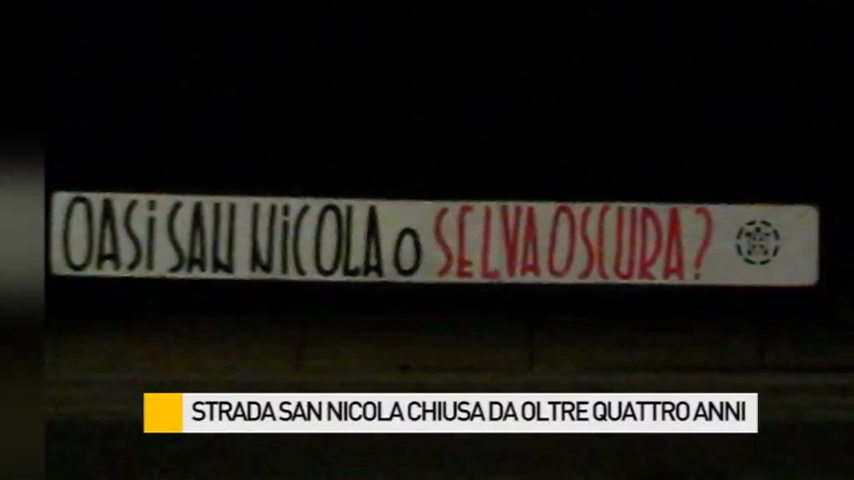 OASi SAN NiCOLA o SELVA OSCURA?
STRADA SAN NICOLA CHIUSA DA OLTRE QUATTRO ANNI